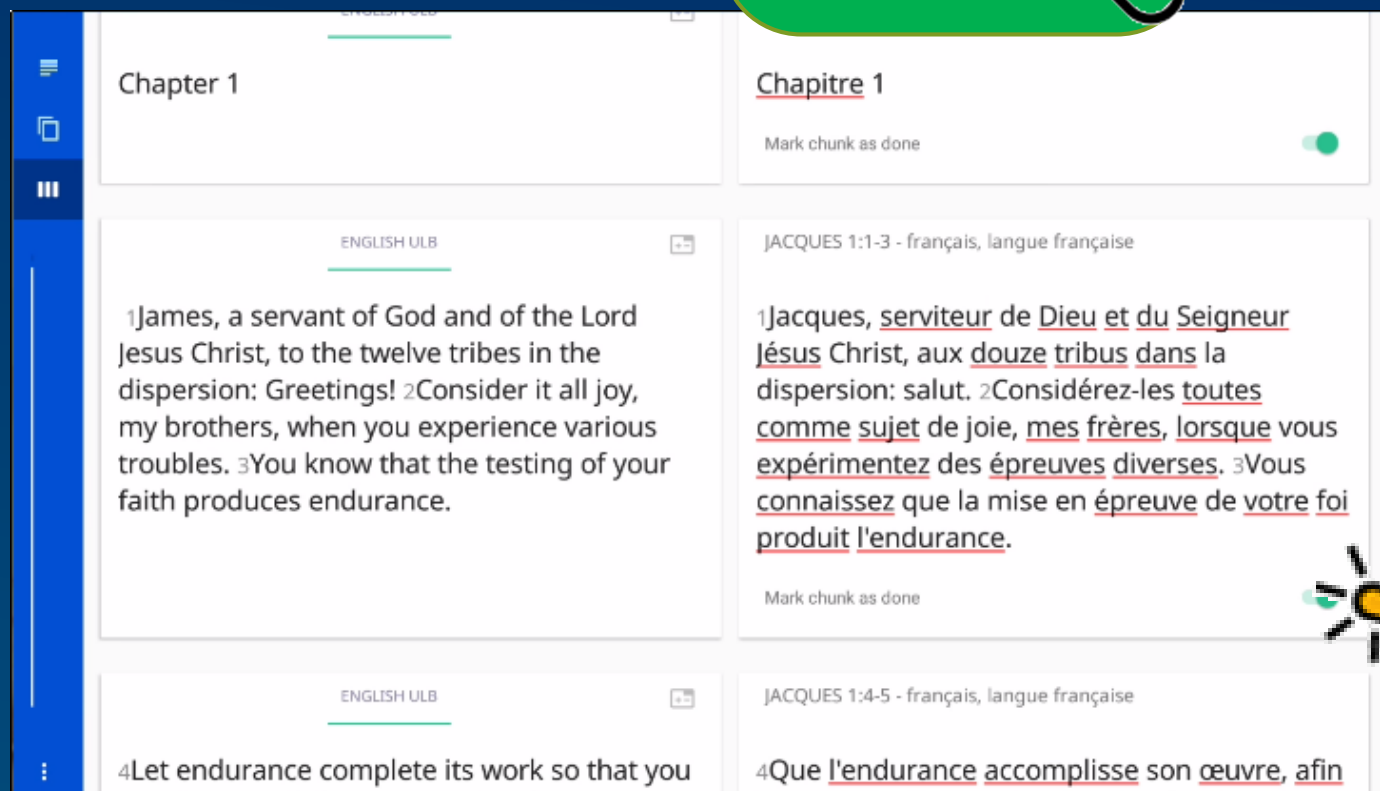 ENGLISH ULB
Chapter 1
Chapitre 1
Mark chunk as done
ENGLISH ULB
1James, a servant of God and of the Lord
Jesus Christ, to the twelve tribes in the
dispersion: Greetings! 2Consider it all joy,
my brothers, when you experience various
troubles. 3You know that the testing of your
faith produces endurance.
JACQUES 1:1-3 - français, langue française
1Jacques, serviteur de Dieu et du Seigneur
Jésus Christ, aux douze tribus dans la
dispersion: salut. 2Considérez-les toutes
comme sujet de joie, mes frères, lorsque vous
expérimentez des épreuves diverses. 3Vous
connaissez que la mise en épreuve de votre foi
produit l'endurance.
Mark chunk as done
ENGLISH ULB
4Let endurance complete its work so that you
JACQUES 1:4-5 - français, langue française
4Que l'endurance accomplisse son œuvre, afin